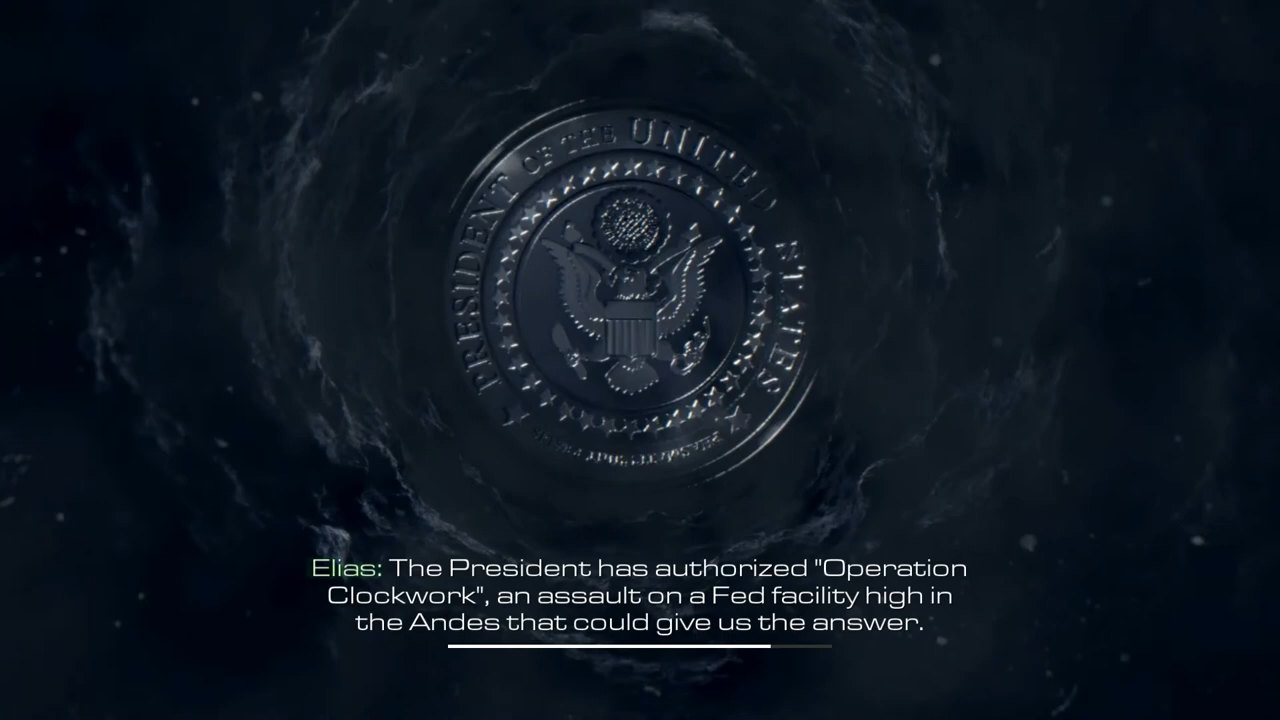 PRESIDENT OF THE UNITED STATES
Elias: The President has authorized "Operation
Clockwork", an assault on a Fed facility high in
the Andes that could give us the answer.